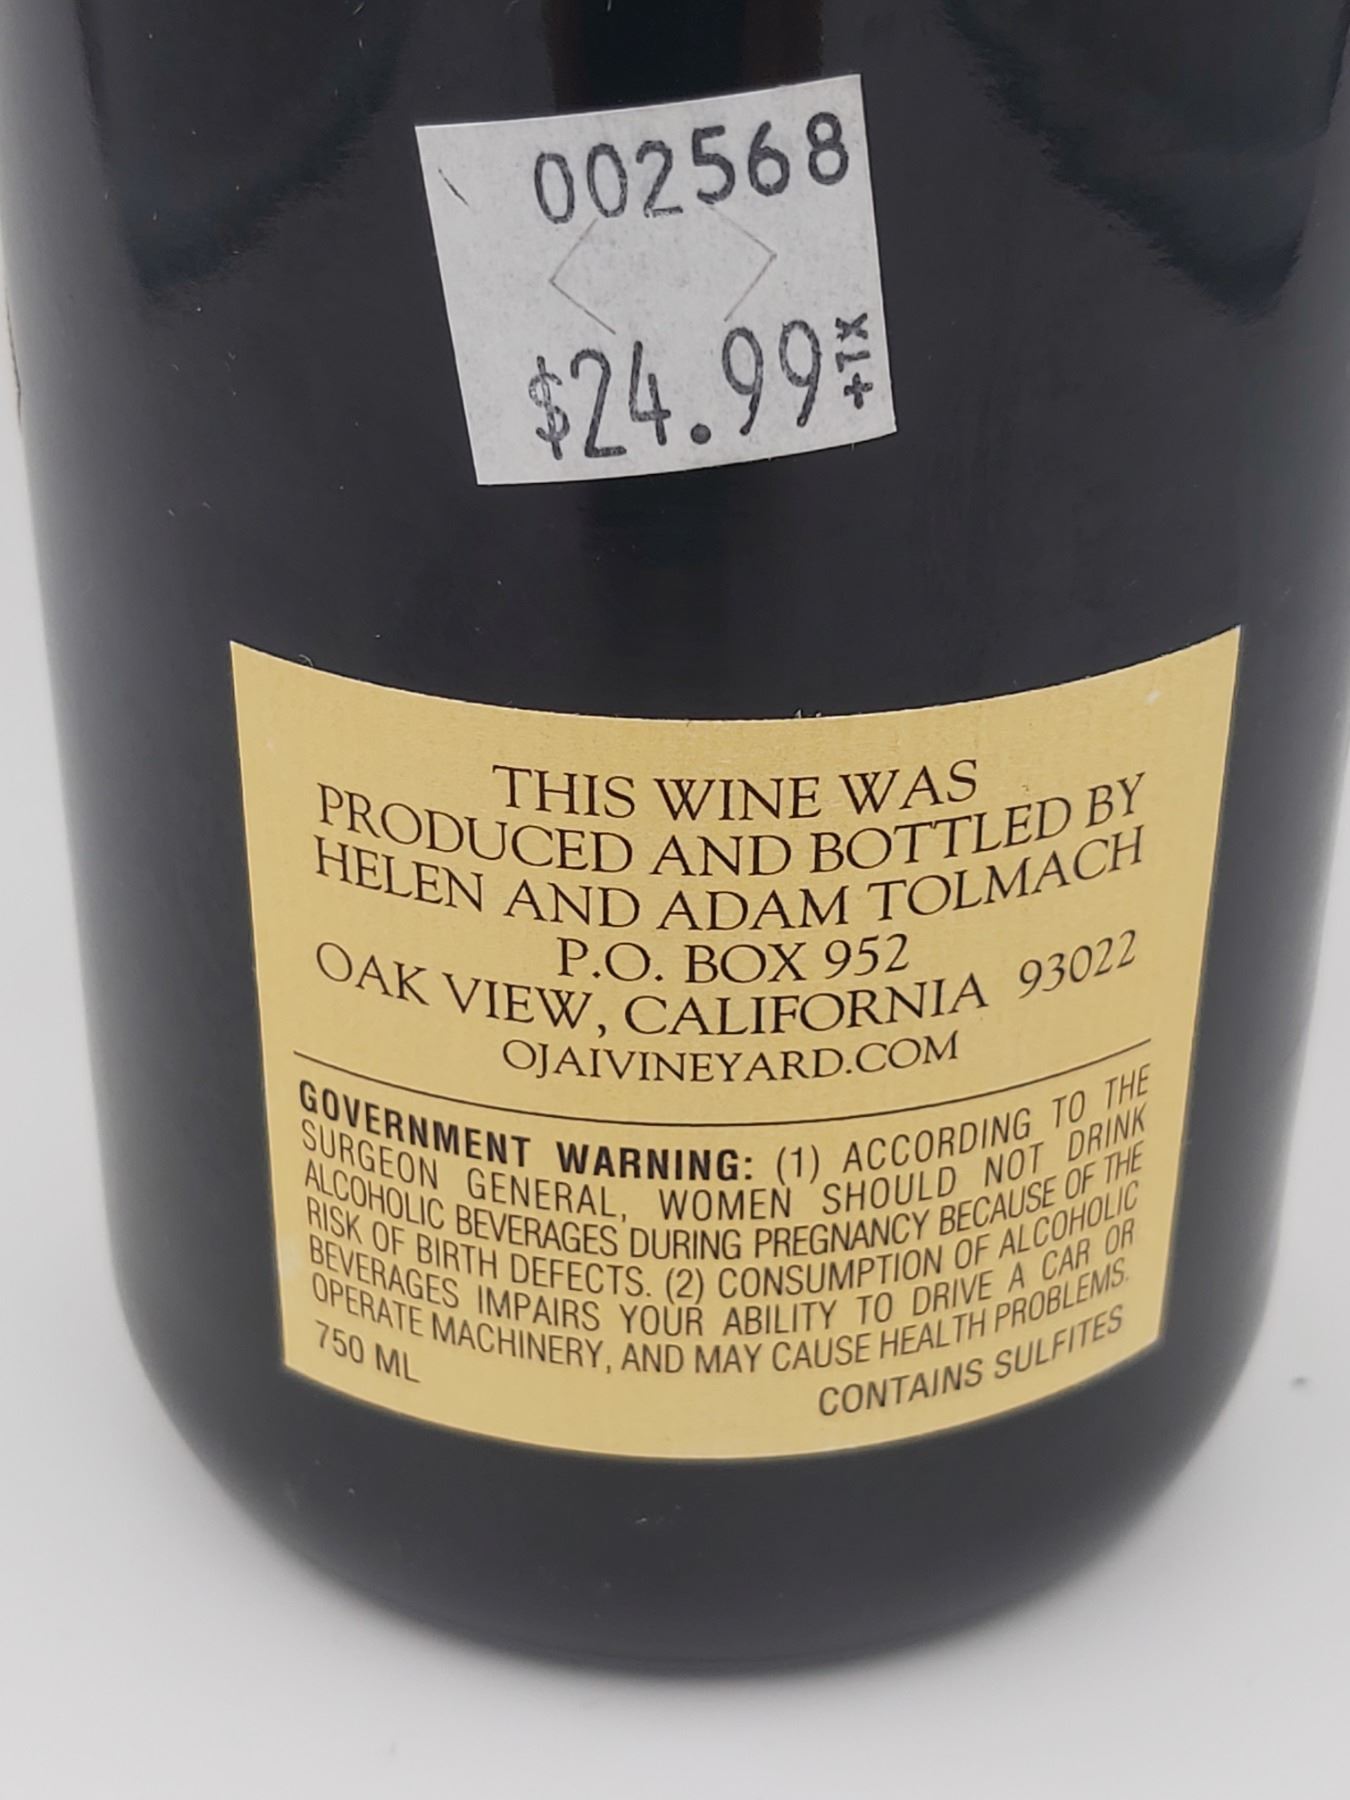 002568
$24.99 +TX
THIS WINE WAS
PRODUCED AND BOTTLED BY
HELEN AND ADAM TOLMACH
P.O. BOX 952
OAK VIEW, CALIFORNIA 93022
OJAIVINEYARD.COM
GOVERNMENT WARNING: (1) ACCORDING TO THE
SURGEON GENERAL, WOMEN SHOULD NOT DRINK
ALCOHOLIC BEVERAGES DURING PREGNANCY BECAUSE OF THE
RISK OF BIRTH DEFECTS. (2) CONSUMPTION OF ALCOHOLIC
BEVERAGES IMPAIRS YOUR ABILITY TO DRIVE A CAR OR
OPERATE MACHINERY, AND MAY CAUSE HEALTH PROBLEMS.
750 ML CONTAINS SULFITES